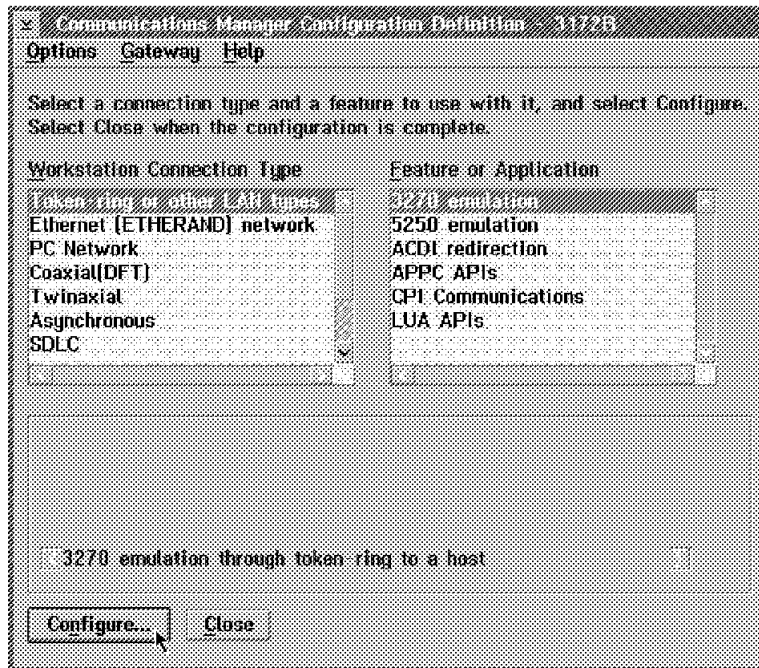 Communications Manager Configuration Definition - 3172R
Options Gateway Help
Select a connection type and a feature to use with it, and select Configure.
Select Close when the configuration is complete.
Workstation Connection Type
Token-ring or other LAN types
Ethernet (ETHERAND) network
PC Network
Coaxial(DFT)
Twinaxial
Asynchronous
SDLC
Feature or Application
3270 emulation
5250 emulation
ACDI redirection
APPC APIs
CPI Communications
LUA APIs
3270 emulation through token-ring to a host
Configure... Close